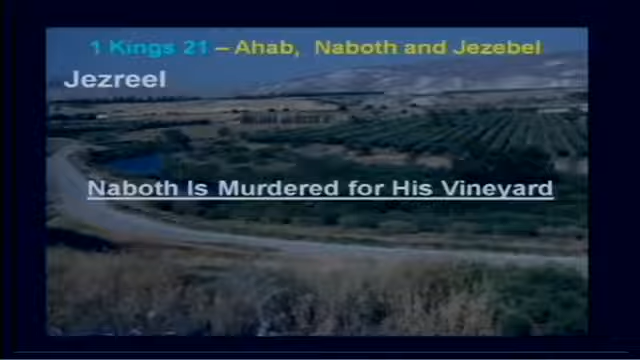 1 Kings 21 – Ahab, Naboth and Jezebel
Jezreel
Naboth Is Murdered for His Vineyard